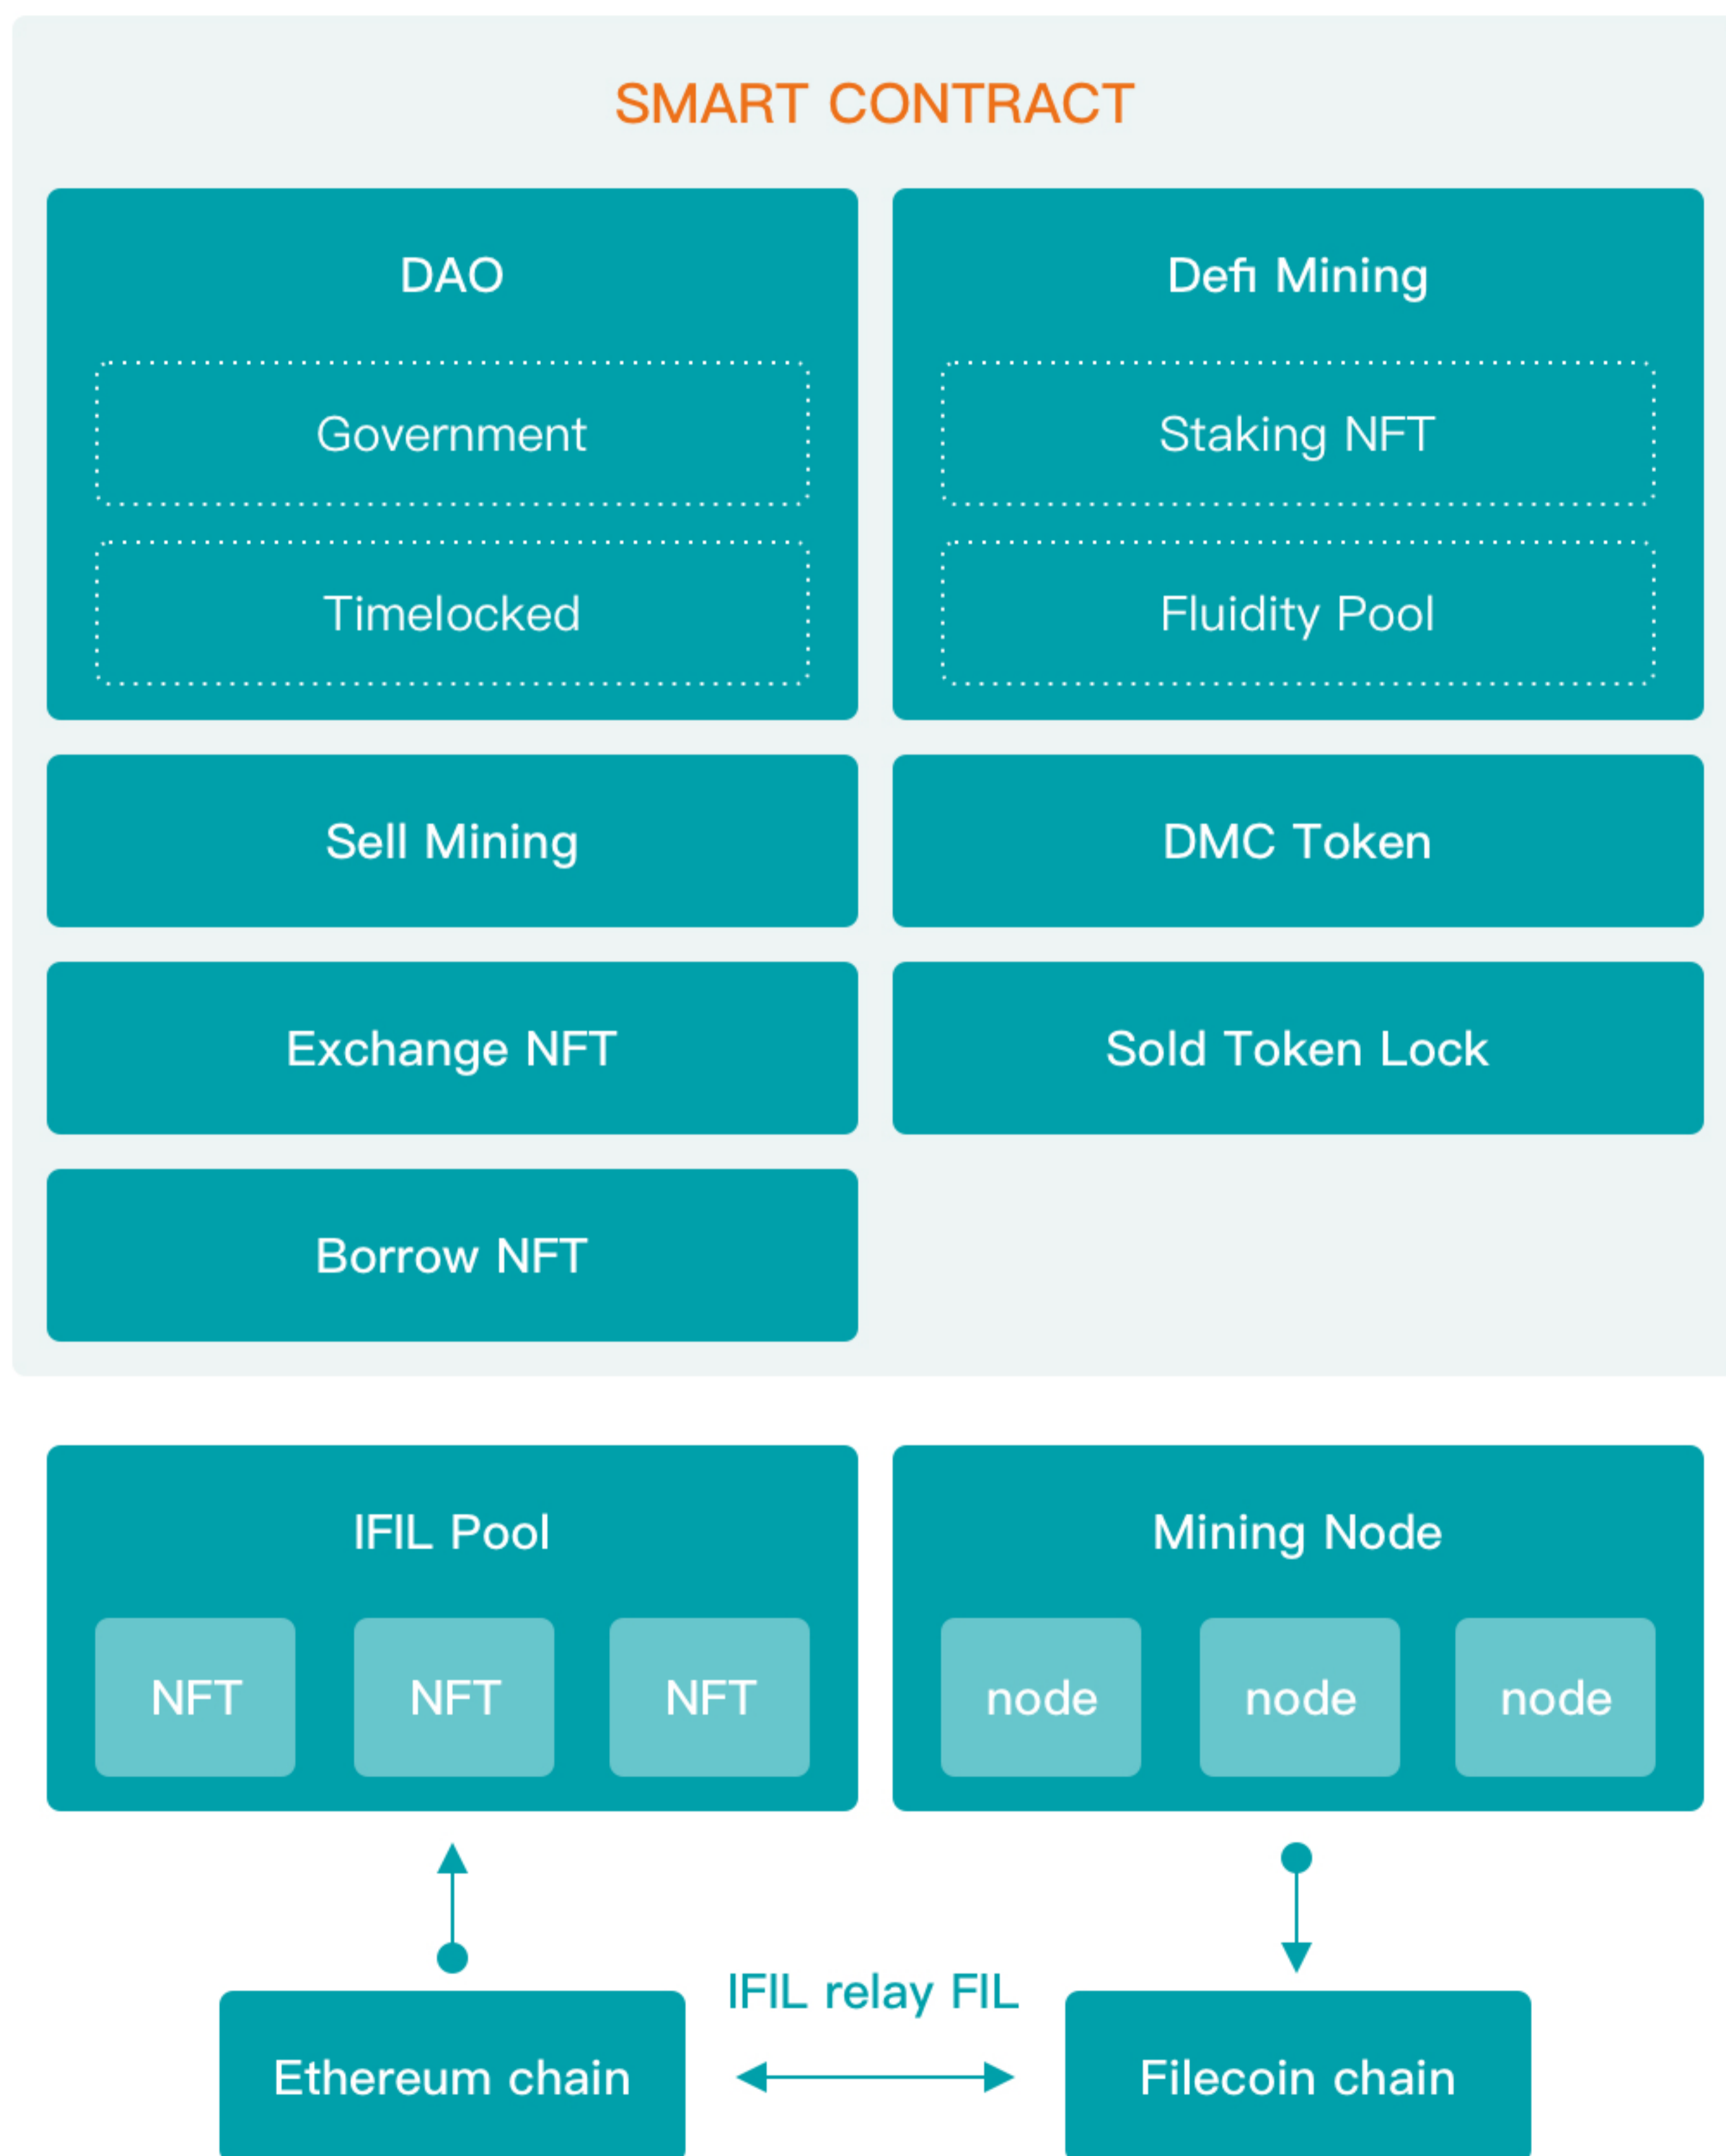 SMART CONTRACT
DAO
Government
Timelocked
Defi Mining
Staking NFT
Fluidity Pool
Sell Mining
DMC Token
Exchange NFT
Sold Token Lock
Borrow NFT
IFIL Pool
NFT
NFT
NFT
Mining Node
node
node
node
IFIL relay FIL
Ethereum chain
Filecoin chain